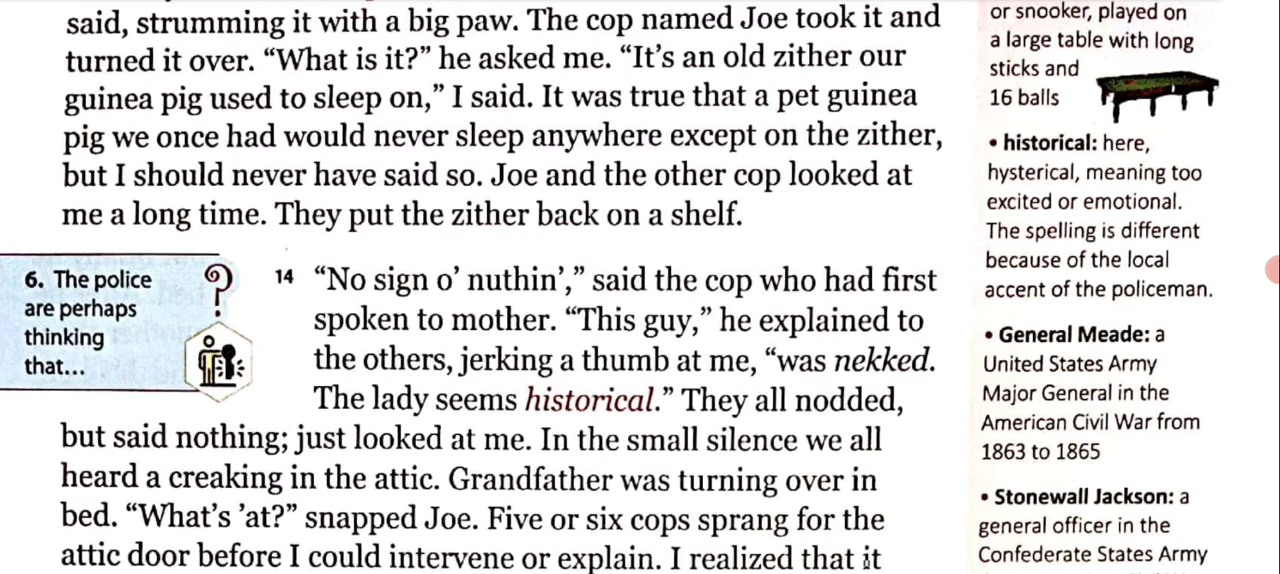 said, strumming it with a big paw. The cop named Joe took it and
turned it over. “What is it?” he asked me. “It’s an old zither our
guinea pig used to sleep on,” I said. It was true that a pet guinea
pig we once had would never sleep anywhere except on the zither,
but I should never have said so. Joe and the other cop looked at
me a long time. They put the zither back on a shelf.
6. The police
are perhaps
thinking
that...
14 “No sign o’ nuthin’,” said the cop who had first
spoken to mother. “This guy,” he explained to
the others, jerking a thumb at me, “was nekked.
The lady seems historical.” They all nodded,
but said nothing; just looked at me. In the small silence we all
heard a creaking in the attic. Grandfather was turning over in
bed. “What’s ’at?” snapped Joe. Five or six cops sprang for the
attic door before I could intervene or explain. I realized that it
or snooker, played on
a large table with long
sticks and
16 balls
• historical: here,
hysterical, meaning too
excited or emotional.
The spelling is different
because of the local
accent of the policeman.
• General Meade: a
United States Army
Major General in the
American Civil War from
1863 to 1865
• Stonewall Jackson: a
general officer in the
Confederate States Army